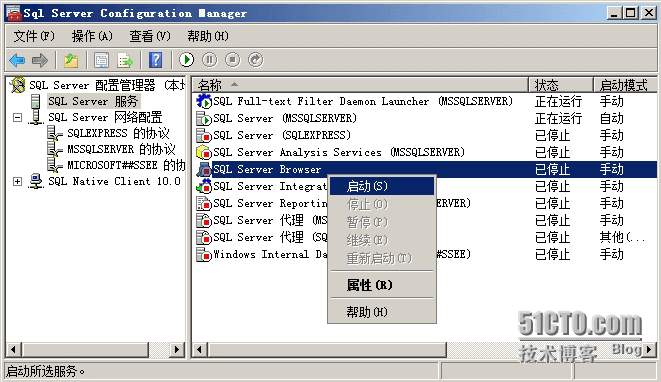 Sql Server Configuration Manager
文件(F) 操作(A) 查看(V) 帮助(H)
SQL Server 配置管理器 (本地
SQL Server 服务
SQL Server 网络配置
SQLEXPRESS 的协议
MSSQLSERVER 的协议
MICROSOFT##SSEE 的协
SQL Native Client 10.0
名称 状态 启动模式
SQL Full-text Filter Daemon Launcher (MSSQLSERVER) 正在运行 手动
SQL Server (MSSQLSERVER) 正在运行 自动
SQL Server (SQLEXPRESS) 已停止 手动
SQL Server Analysis Services (MSSQLSERVER) 已停止 手动
SQL Server Browser 已停止 手动
SQL Server Integrat 已停止 手动
SQL Server Reportin RVER) 已停止 手动
SQL Server 代理 (MS 已停止 手动
SQL Server 代理 (SQ 已停止 其他(...
Windows Internal Da ##SSEE) 已停止 手动
启动(S)
停止(O)
暂停(P)
继续(E)
重新启动(T)
属性(R)
帮助(H)
启动所选服务。
51CTO.com
技术博客 Blog